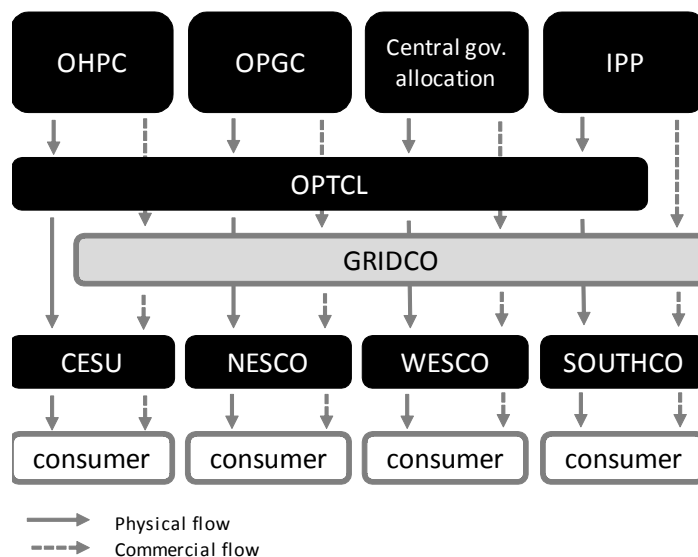 OHPC
OPGC
Central gov.
allocation
IPP
OPTCL
GRIDCO
CESU
NESCO
WESCO
SOUTHCO
consumer
consumer
consumer
consumer
Physical flow
Commercial flow